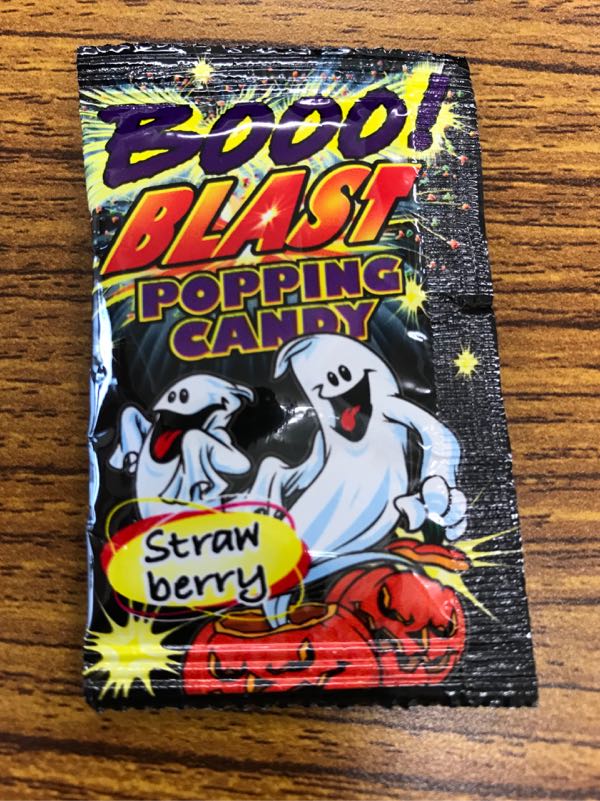 BOOO!
BLAST
POPPING
CANDY
Straw
berry